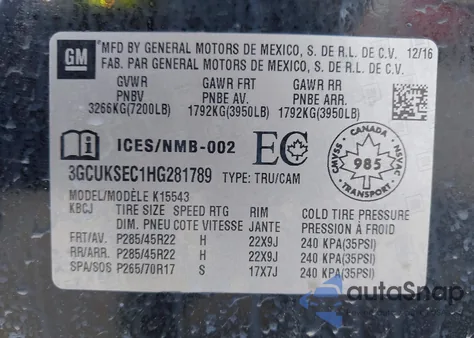 GM
MFD BY GENERAL MOTORS DE MEXICO, S. DE R.L. DE C.V. 12/16
FAB. PAR GENERAL MOTORS DE MEXICO, S. DE R.L. DE C.V.
GVWR GAWR FRT GAWR RR
PNBV PNBE AV. PNBE ARR.
3266KG(7200LB) 1792KG(3950LB) 1792KG(3950LB)
ICES/NMB-002 EC
3GCUKSEC1HG281789 TYPE: TRU/CAM
CANADA
CMVSS 985 NSVAC
TRANSPORT
MODEL/MODÈLE K15543
KBCJ TIRE SIZE SPEED RTG RIM COLD TIRE PRESSURE
DIM. PNEU COTE VITESSE JANTE PRESSION À FROID
FRT/AV. P285/45R22 H 22X9J 240 KPA(35PSI)
RR/ARR. P285/45R22 H 22X9J 240 KPA(35PSI)
SPA/SOS P265/70R17 S 17X7J 240 KPA(35PSI)
autoSnap